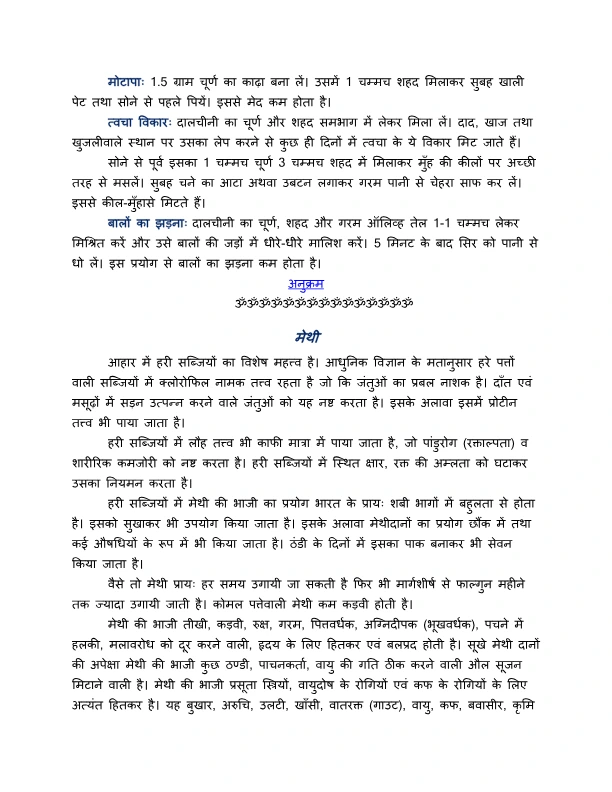 मोटापाः 1.5 ग्राम चूर्ण का काढ़ा बना लें। उसमें 1 चम्मच शहद मिलाकर सुबह खाली
पेट तथा सोने से पहले पियें। इससे मेद कम होता है।
त्वचा विकारः दालचीनी का चूर्ण और शहद समभाग में लेकर मिला लें। दाद, खाज तथा
खुजलीवाले स्थान पर उसका लेप करने से कुछ ही दिनों में त्वचा के ये विकार मिट जाते हैं।
सोने से पूर्व इसका 1 चम्मच चूर्ण 3 चम्मच शहद में मिलाकर मुँह की कीलों पर अच्छी
तरह से मसलें। सुबह चने का आटा अथवा उबटन लगाकर गरम पानी से चेहरा साफ कर लें।
इससे कील-मुँहासे मिटते हैं।
बालों का झड़नाः दालचीनी का चूर्ण, शहद और गरम ऑलिव्ह तेल 1-1 चम्मच लेकर
मिश्रित करें और उसे बालों की जड़ों में धीरे-धीरे मालिश करें। 5 मिनट के बाद सिर को पानी से
धो लें। इस प्रयोग से बालों का झड़ना कम होता है।
अनुक्रम
ॐॐॐॐॐॐॐॐॐॐॐॐॐॐॐ
मेथी
आहार में हरी सब्जियों का विशेष महत्त्व है। आधुनिक विज्ञान के मतानुसार हरे पत्तों
वाली सब्जियों में क्लोरोफिल नामक तत्त्व रहता है जो कि जंतुओं का प्रबल नाशक है। दाँत एवं
मसूढ़ों में सड़न उत्पन्न करने वाले जंतुओं को यह नष्ट करता है। इसके अलावा इसमें प्रोटीन
तत्त्व भी पाया जाता है।
हरी सब्जियों में लौह तत्त्व भी काफी मात्रा में पाया जाता है, जो पांडुरोग (रक्ताल्पता) व
शारीरिक कमजोरी को नष्ट करता है। हरी सब्जियों में स्थित क्षार, रक्त की अम्लता को घटाकर
उसका नियमन करता है।
हरी सब्जियों में मेथी की भाजी का प्रयोग भारत के प्रायः शबी भागों में बहुलता से होता
है। इसको सुखाकर भी उपयोग किया जाता है। इसके अलावा मेथीदानों का प्रयोग छौंक में तथा
कई औषधियों के रूप में भी किया जाता है। ठंडी के दिनों में इसका पाक बनाकर भी सेवन
किया जाता है।
वैसे तो मेथी प्रायः हर समय उगायी जा सकती है फिर भी मार्गशीर्ष से फाल्गुन महीने
तक ज्यादा उगायी जाती है। कोमल पत्तेवाली मेथी कम कड़वी होती है।
मेथी की भाजी तीखी, कड़वी, रुक्ष, गरम, पित्तवर्धक, अग्निदीपक (भूखवर्धक), पचने में
हलकी, मलावरोध को दूर करने वाली, हृदय के लिए हितकर एवं बलप्रद होती है। सूखे मेथी दानों
की अपेक्षा मेथी की भाजी कुछ ठण्डी, पाचनकर्ता, वायु की गति ठीक करने वाली औल सूजन
मिटाने वाली है। मेथी की भाजी प्रसूता स्त्रियों, वायुदोष के रोगियों एवं कफ के रोगियों के लिए
अत्यंत हितकर है। यह बुखार, अरुचि, उलटी, खाँसी, वातरक्त (गाउट), वायु, कफ, बवासीर, कृमि